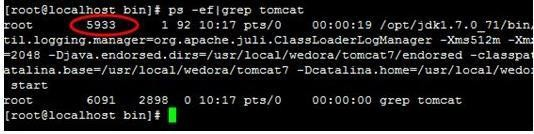 [root@localhost bin]# ps -ef|grep tomcat
root 5933 1 92 10:17 pts/0 00:00:19 /opt/jdk1.7.0_71/bin/
til.logging.manager=org.apache.juli.ClassLoaderLogManager -Xms512m -X
=2048 -Djava.endorsed.dirs=/usr/local/wedora/tomcat7/endorsed -classpat
atalina.base=/usr/local/wedora/tomcat7 -Dcatalina.home=/usr/local/wedo
start
root 6091 2898 0 10:17 pts/0 00:00:00 grep tomcat
[root@localhost bin]#